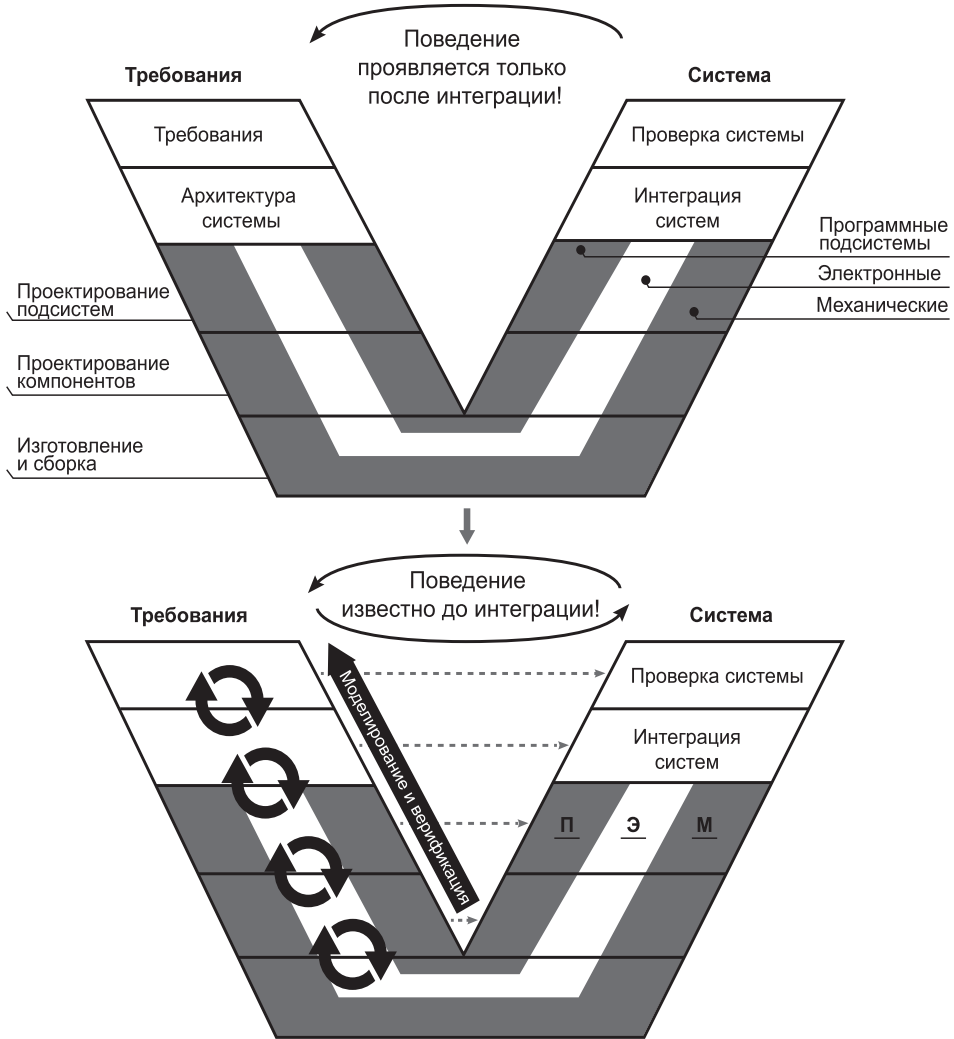 Поведение
проявляется только
после интеграции!
Требования
Система
Требования
Проверка системы
Архитектура
системы
Интеграция
систем
Программные
подсистемы
Электронные
Механические
Проектирование
подсистем
Проектирование
компонентов
Изготовление
и сборка
Поведение
известно до интеграции!
Требования
Система
Моделирование и верификация
Проверка системы
Интеграция
систем
П
Э
М